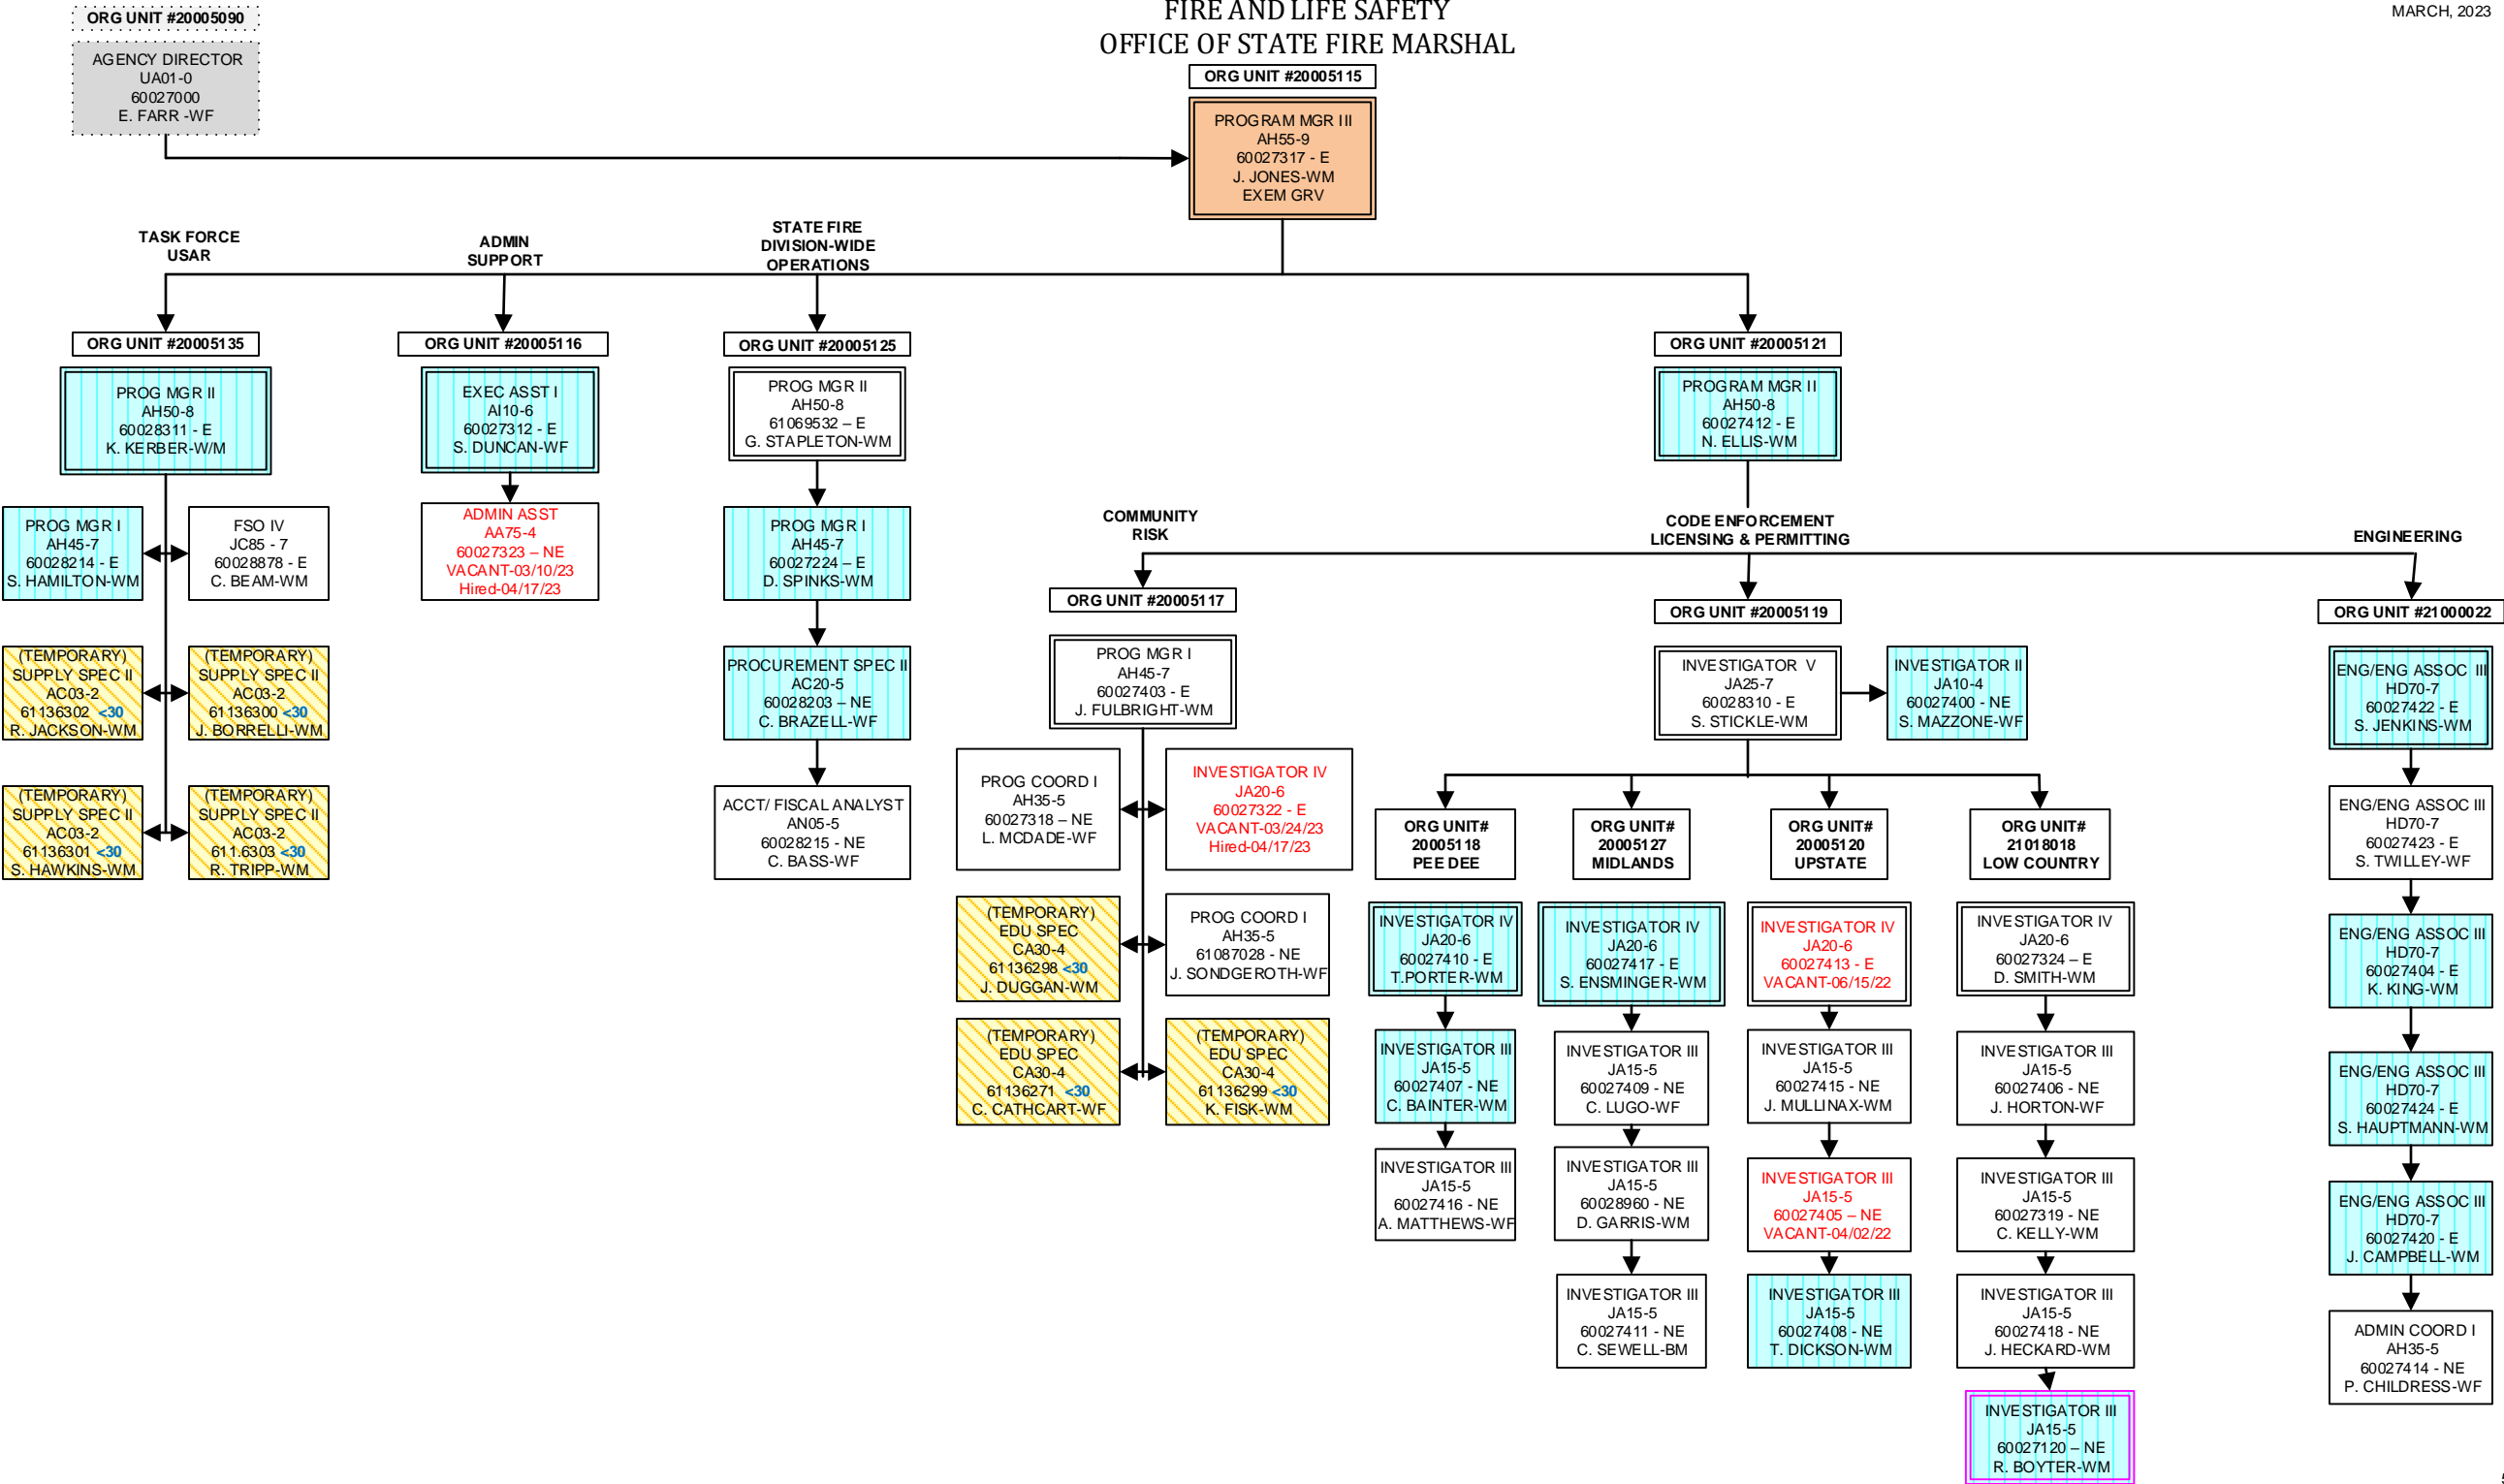 ORG UNIT #20005090
FIRE AND LIFE SAFETY
OFFICE OF STATE FIRE MARSHAL
MARCH, 2023
AGENCY DIRECTOR
UA01-0
60027000
E. FARR -WF
ORG UNIT #20005115
PROGRAM MGR III
AH55-9
60027317 - E
J. JONES-WM
EXEM GRV
TASK FORCE
USAR
ADMIN
SUPPORT
STATE FIRE
DIVISION-WIDE
OPERATIONS
ORG UNIT #20005135
PROG MGR II
AH50-8
60028311 - E
K. KERBER-W/M
PROG MGR I
AH45-7
60028214 - E
S. HAMILTON-WM
FSO IV
JC85 - 7
60028878 - E
C. BEAM-WM
(TEMPORARY)
SUPPLY SPEC II
AC03-2
61136302 <30
R. JACKSON-WM
(TEMPORARY)
SUPPLY SPEC II
AC03-2
61136300 <30
J. BORRELLI-WM
(TEMPORARY)
SUPPLY SPEC II
AC03-2
61136301 <30
S. HAWKINS-WM
(TEMPORARY)
SUPPLY SPEC II
AC03-2
611.6303 <30
R. TRIPP-WM
ORG UNIT #20005116
EXEC ASST I
AI10-6
60027312 - E
S. DUNCAN-WF
ADMIN ASST
AA75-4
60027323 – NE
VACANT-03/10/23
Hired-04/17/23
ORG UNIT #20005125
PROG MGR II
AH50-8
61069532 – E
G. STAPLETON-WM
PROG MGR I
AH45-7
60027224 – E
D. SPINKS-WM
PROCUREMENT SPEC II
AC20-5
60028203 – NE
C. BRAZELL-WF
ACCT/ FISCAL ANALYST
AN05-5
60028215 - NE
C. BASS-WF
ORG UNIT #20005121
PROGRAM MGR II
AH50-8
60027412 - E
N. ELLIS-WM
COMMUNITY
RISK
CODE ENFORCEMENT
LICENSING & PERMITTING
ENGINEERING
ORG UNIT #20005117
PROG MGR I
AH45-7
60027403 - E
J. FULBRIGHT-WM
PROG COORD I
AH35-5
60027318 – NE
L. MCDADE-WF
INVESTIGATOR IV
JA20-6
60027322 - E
VACANT-03/24/23
Hired-04/17/23
(TEMPORARY)
EDU SPEC
CA30-4
61136298 <30
J. DUGGAN-WM
PROG COORD I
AH35-5
61087028 - NE
J. SONDGEROTH-WF
(TEMPORARY)
EDU SPEC
CA30-4
61136271 <30
C. CATHCART-WF
(TEMPORARY)
EDU SPEC
CA30-4
61136299 <30
K. FISK-WM
ORG UNIT #20005119
INVESTIGATOR V
JA25-7
60028310 - E
S. STICKLE-WM
INVESTIGATOR II
JA10-4
60027400 - NE
S. MAZZONE-WF
ORG UNIT#
20005118
PEE DEE
INVESTIGATOR IV
JA20-6
60027410 – E
T.PORTER-WM
INVESTIGATOR III
JA15-5
60027407 - NE
C. BAINTER-WM
INVESTIGATOR III
JA15-5
60027416 - NE
A. MATTHEWS-WF
ORG UNIT#
20005127
MIDLANDS
INVESTIGATOR IV
JA20-6
60027417 - E
S. ENSMINGER-WM
INVESTIGATOR III
JA15-5
60027409 - NE
C. LUGO-WF
INVESTIGATOR III
JA15-5
60028960 - NE
D. GARRIS-WM
INVESTIGATOR III
JA15-5
60027411 - NE
C. SEWELL-BM
ORG UNIT#
20005120
UPSTATE
INVESTIGATOR IV
JA20-6
60027413 - E
VACANT-06/15/22
INVESTIGATOR III
JA15-5
60027415 - NE
J. MULLINAX-WM
INVESTIGATOR III
JA15-5
60027405 – NE
VACANT-04/02/22
INVESTIGATOR III
JA15-5
60027408 - NE
T. DICKSON-WM
ORG UNIT#
21018018
LOW COUNTRY
INVESTIGATOR IV
JA20-6
60027324 – E
D. SMITH-WM
INVESTIGATOR III
JA15-5
60027406 - NE
J. HORTON-WF
INVESTIGATOR III
JA15-5
60027319 - NE
C. KELLY-WM
INVESTIGATOR III
JA15-5
60027418 - NE
J. HECKARD-WM
INVESTIGATOR III
JA15-5
60027120 – NE
R. BOYTER-WM
ORG UNIT #21000022
ENG/ENG ASSOC III
HD70-7
60027422 - E
S. JENKINS-WM
ENG/ENG ASSOC III
HD70-7
60027423 - E
S. TWILLEY-WF
ENG/ENG ASSOC III
HD70-7
60027404 - E
K. KING-WM
ENG/ENG ASSOC III
HD70-7
60027424 - E
S. HAUPTMANN-WM
ENG/ENG ASSOC III
HD70-7
60027420 - E
J. CAMPBELL-WM
ADMIN COORD I
AH35-5
60027414 - NE
P. CHILDRESS-WF